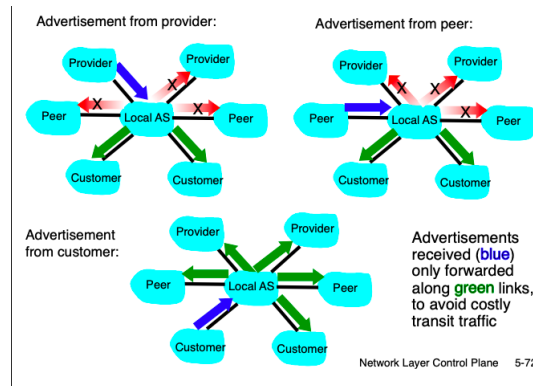 Advertisement from provider:
Provider
Provider
X
X
X
Peer
Local AS
Peer
Customer
Customer
Advertisement from peer:
Provider
Provider
X
X
X
Peer
Local AS
Peer
Customer
Customer
Advertisement
from customer:
Provider
Provider
Peer
Local AS
Peer
Customer
Customer
Advertisements
received (blue)
only forwarded
along green links,
to avoid costly
transit traffic
Network Layer Control Plane 5-72